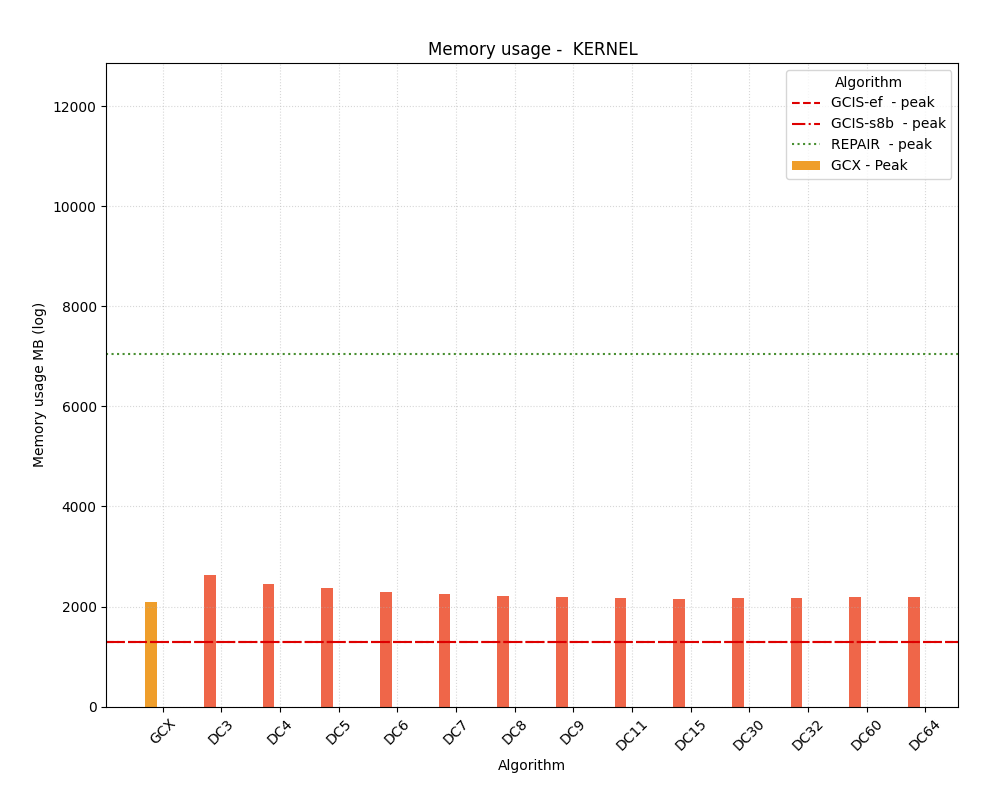 Memory usage -  KERNEL
Algorithm
GCIS-ef  - peak
GCIS-s8b  - peak
REPAIR  - peak
GCX - Peak
Memory usage MB (log)
12000
10000
8000
6000
4000
2000
0
GCX DC3 DC4 DC5 DC6 DC7 DC8 DC9 DC11 DC15 DC30 DC32 DC60 DC64
Algorithm